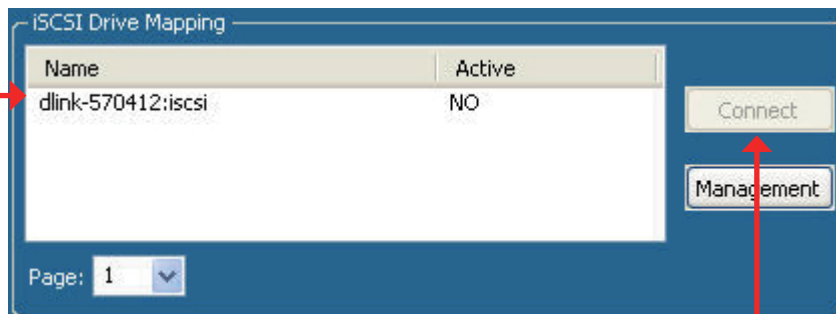 iSCSI Drive Mapping
Name Active
dlink-570412:iscsi NO
Connect
Management
Page: 1